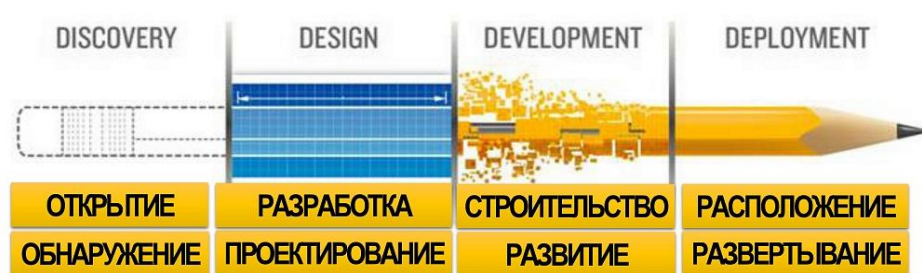 DISCOVERY DESIGN DEVELOPMENT DEPLOYMENT
ОТКРЫТИЕ РАЗРАБОТКА СТРОИТЕЛЬСТВО РАСПОЛОЖЕНИЕ
ОБНАРУЖЕНИЕ ПРОЕКТИРОВАНИЕ РАЗВИТИЕ РАЗВЕРТЫВАНИЕ